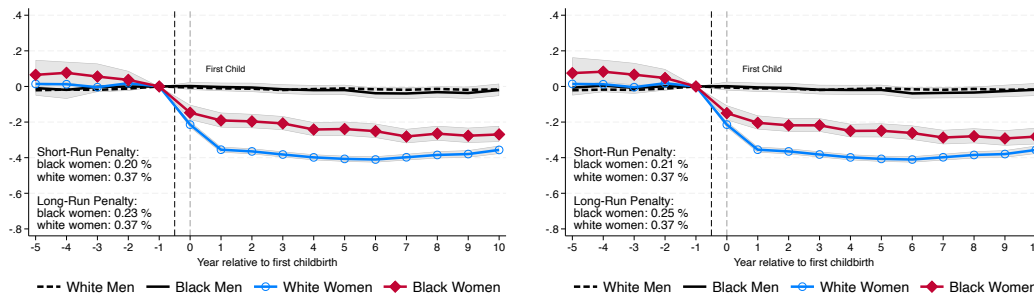 .4
.2
0
-.2
-.4
-.6
-.8
First Child
Short-Run Penalty:
black women: 0.20 %
white women: 0.37 %
Long-Run Penalty:
black women: 0.23 %
white women: 0.37 %
-5 -4 -3 -2 -1 0 1 2 3 4 5 6 7 8 9 10
Year relative to first childbirth
White Men Black Men White Women Black Women
.4
.2
0
-.2
-.4
-.6
-.8
First Child
Short-Run Penalty:
black women: 0.21 %
white women: 0.37 %
Long-Run Penalty:
black women: 0.25 %
white women: 0.37 %
-5 -4 -3 -2 -1 0 1 2 3 4 5 6 7 8 9
Year relative to first childbirth
White Men Black Men White Women Black Women